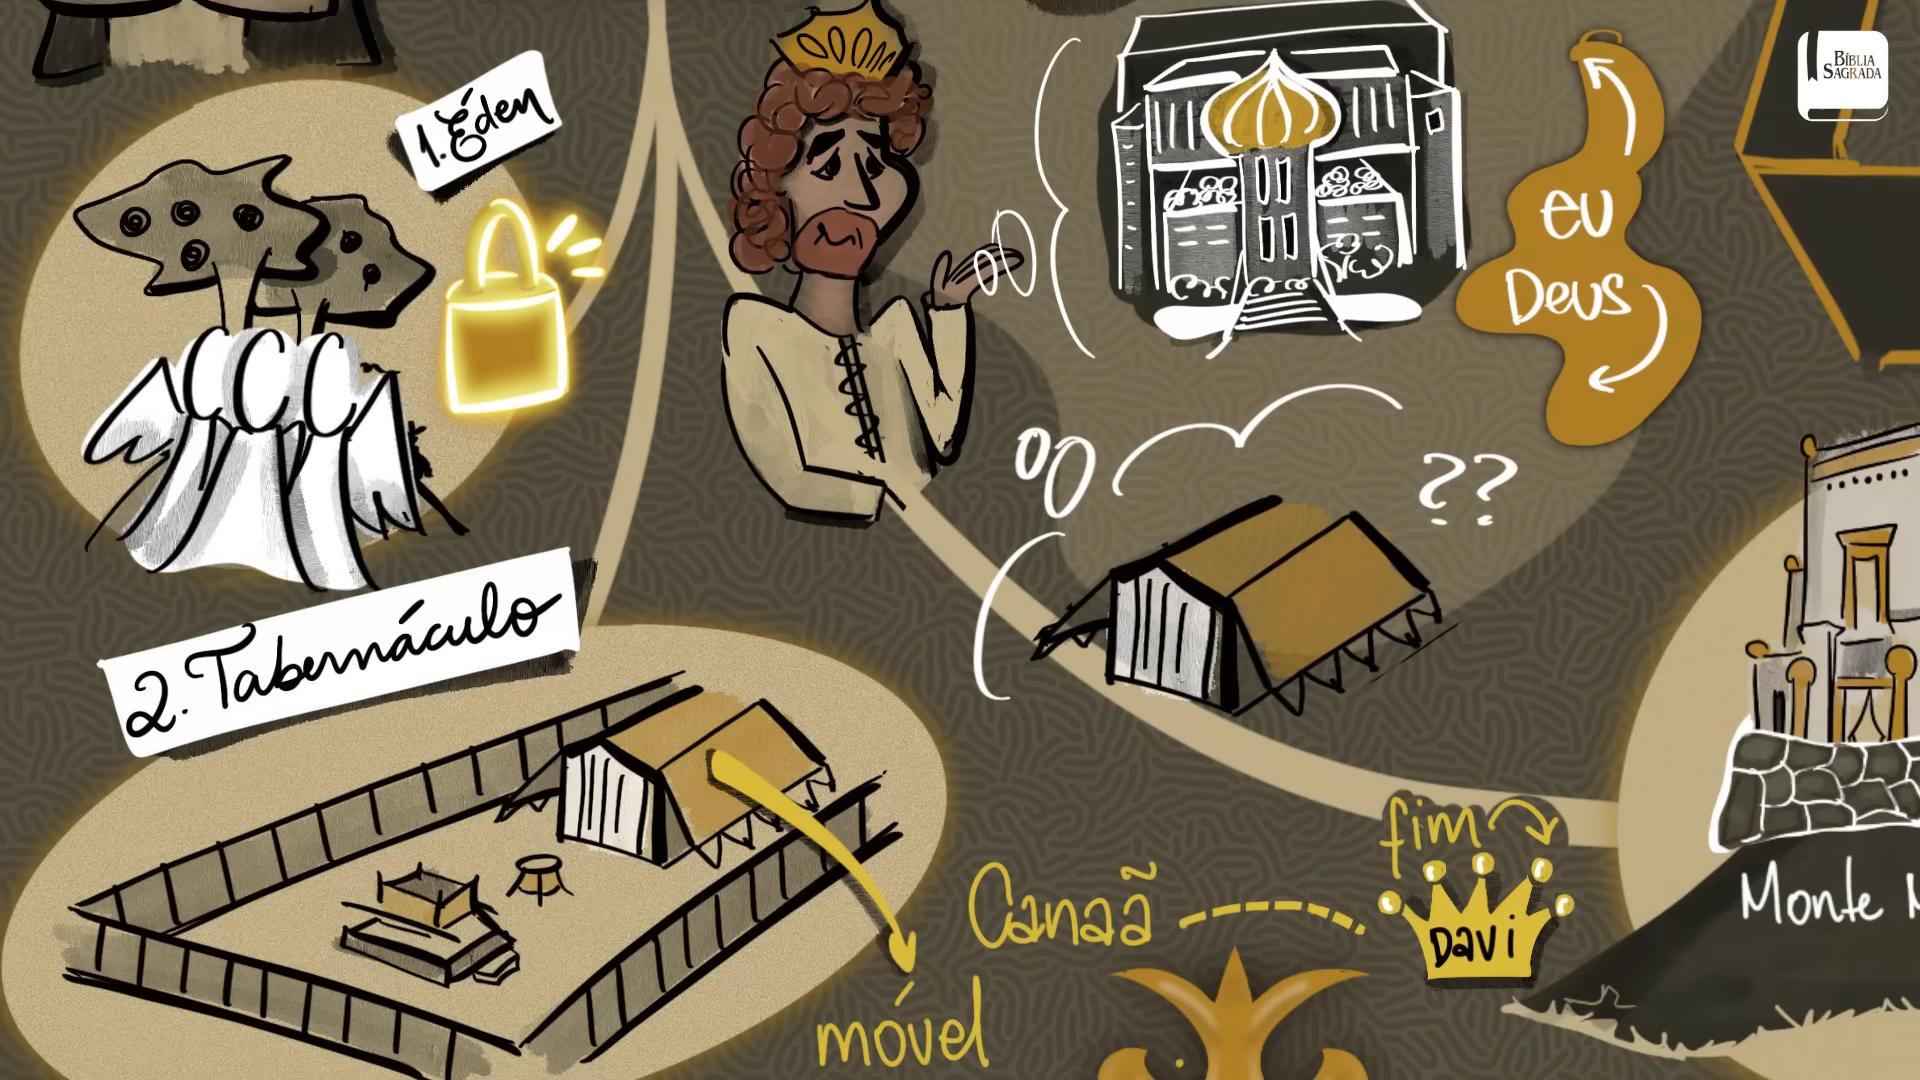 1. Éden
BÍBLIA
SAGRADA
eu
Deus
??
2. Tabernáculo
fim
Canaã
Davi
Monte
móvel